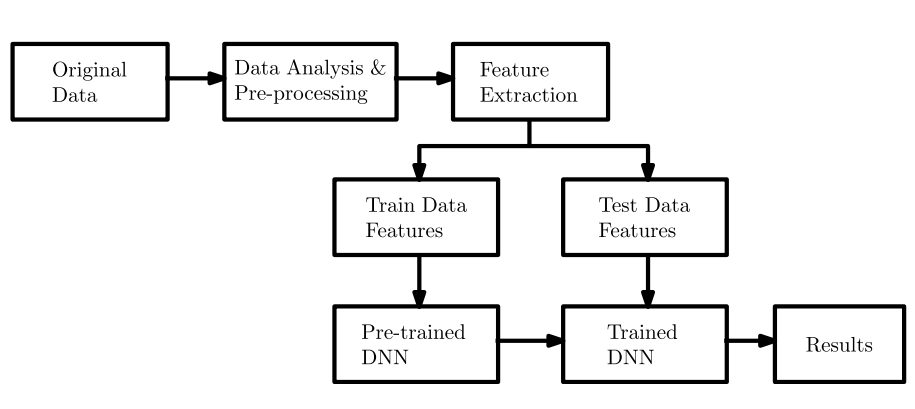 Original
Data
Data Analysis &
Pre-processing
Feature
Extraction
Train Data
Features
Test Data
Features
Pre-trained
DNN
Trained
DNN
Results